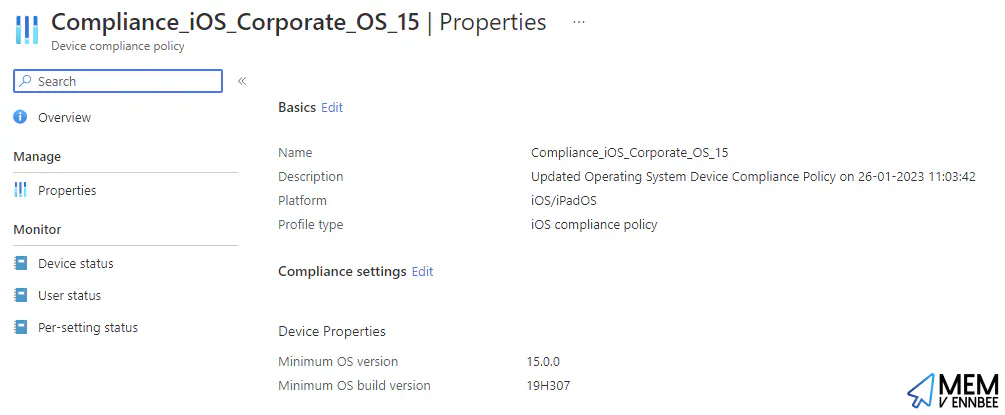 Compliance_iOS_Corporate_OS_15 | Properties ...
Device compliance policy
Search «
Overview
Manage
Properties
Monitor
Device status
User status
Per-setting status
Basics Edit
Name Compliance_iOS_Corporate_OS_15
Description Updated Operating System Device Compliance Policy on 26-01-2023 11:03:42
Platform iOS/iPadOS
Profile type iOS compliance policy
Compliance settings Edit
Device Properties
Minimum OS version 15.0.0
Minimum OS build version 19H307
MEM
V ENNBEE